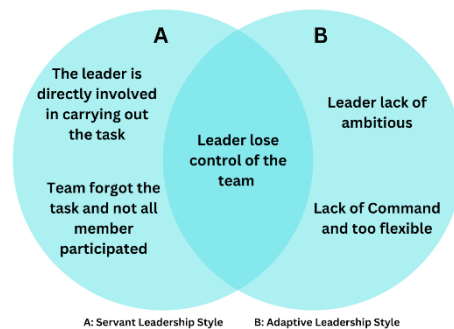 A
B
The leader is
directly involved
in carrying out
the task
Team forgot the
task and not all
member
participated
Leader lose
control of the
team
Leader lack of
ambitious
Lack of Command
and too flexible
A: Servant Leadership Style
B: Adaptive Leadership Style